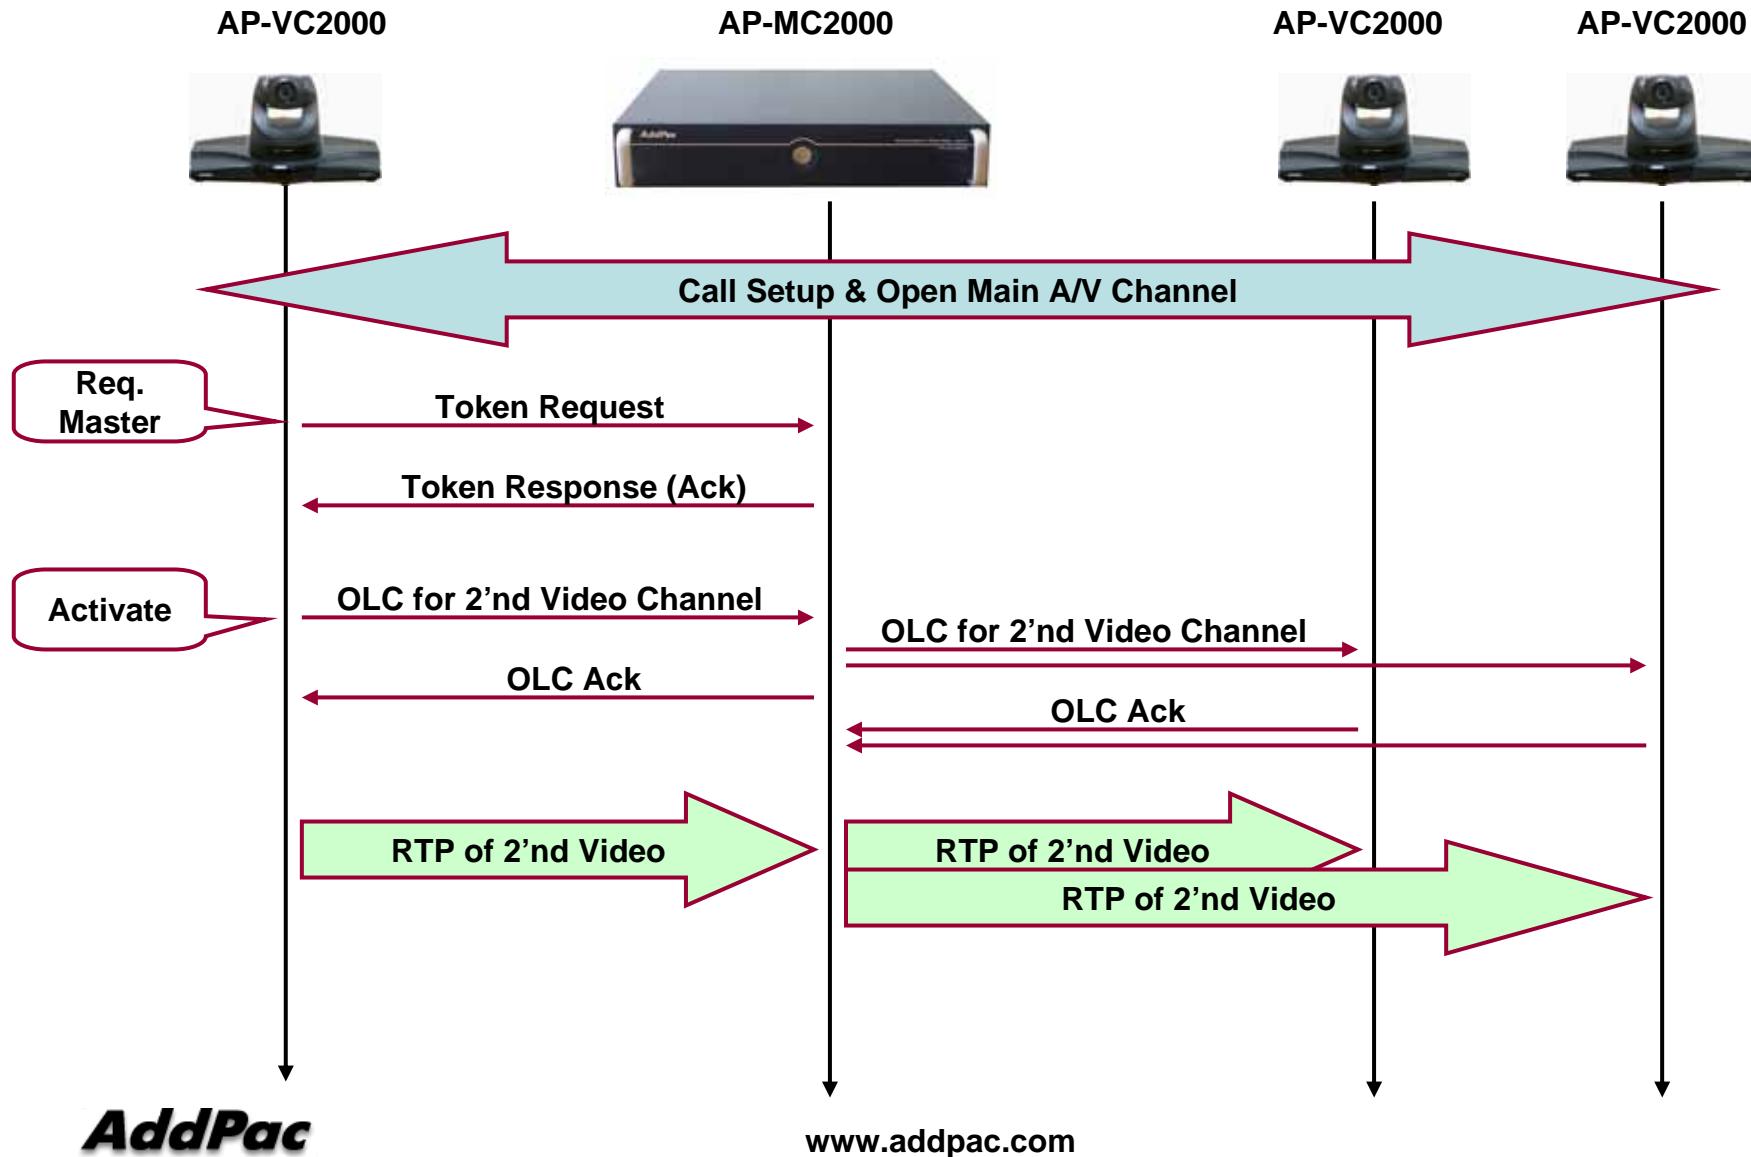 AP-VC2000 AP-MC2000 AP-VC2000 AP-VC2000
AddPac
Call Setup & Open Main A/V Channel
Req.
Master
Token Request
Token Response (Ack)
Activate
OLC for 2’nd Video Channel
OLC for 2’nd Video Channel
OLC Ack
OLC Ack
RTP of 2’nd Video
RTP of 2’nd Video
RTP of 2’nd Video
AddPac
www.addpac.com